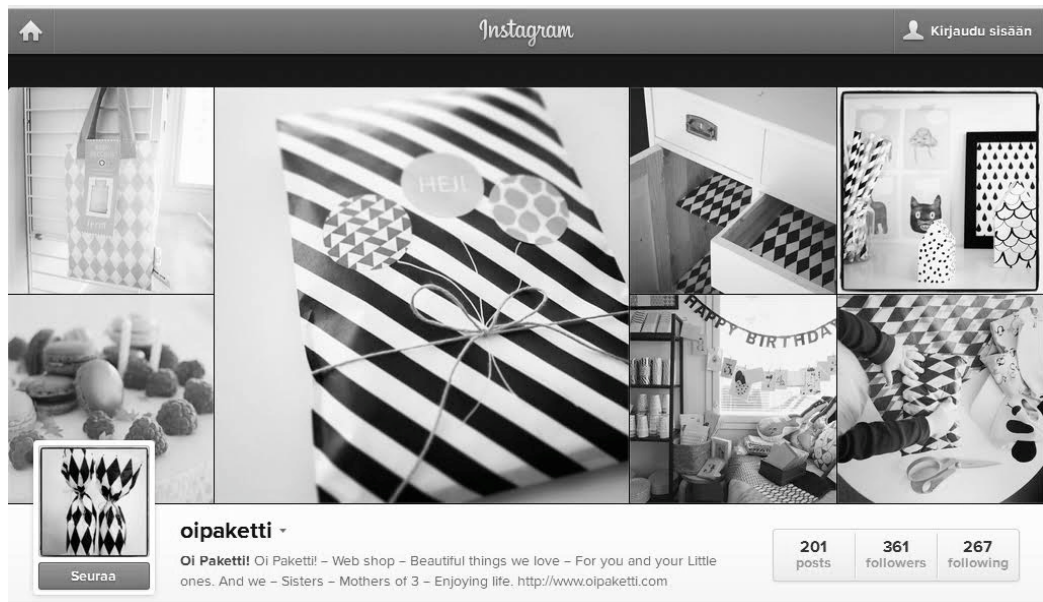 Instagram
Kirjaudu sisään
HEJ!
HAPPY BIRTHDAY
oipaketti
Oi Paketti! Oi Paketti! – Web shop – Beautiful things we love – For you and your Little
ones. And we – Sisters – Mothers of 3 – Enjoying life. http://www.oipaketti.com
Seuraa
201
posts
361
followers
267
following